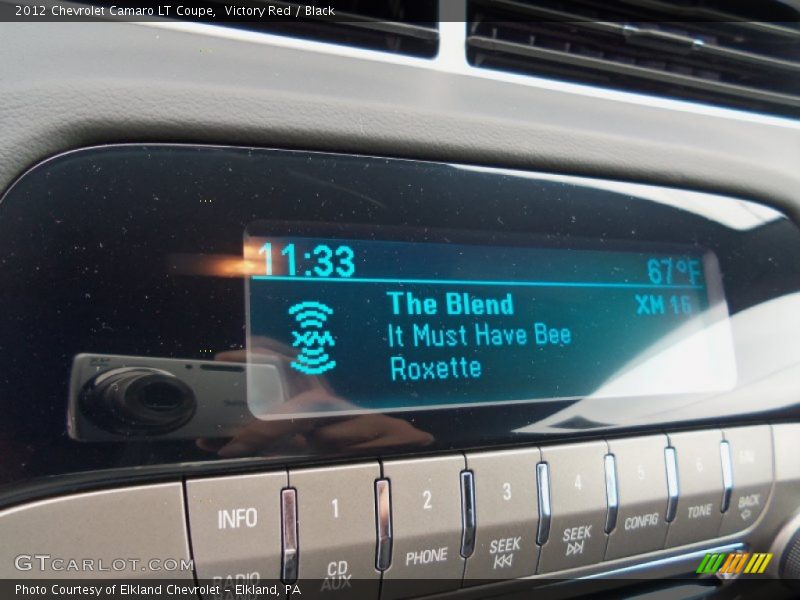 2012 Chevrolet Camaro LT Coupe, Victory Red / Black
11:33 67°F
The Blend XM 16
XM It Must Have Bee
Roxette
INFO 1 2 3 4 5 6
RADIO CD AUX PHONE SEEK SEEK CONFIG TONE BACK
GTCARLOT.COM
Photo Courtesy of Elkland Chevrolet - Elkland, PA